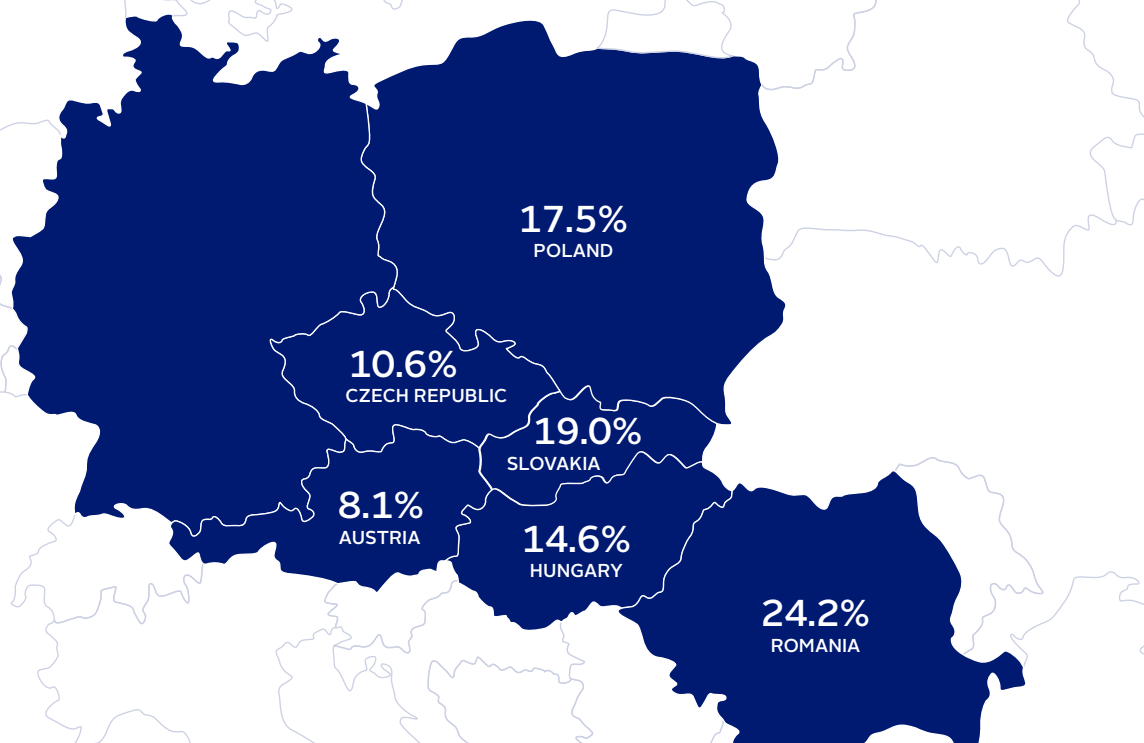 17.5%
POLAND
10.6%
CZECH REPUBLIC
19.0%
SLOVAKIA
8.1%
AUSTRIA
14.6%
HUNGARY
24.2%
ROMANIA